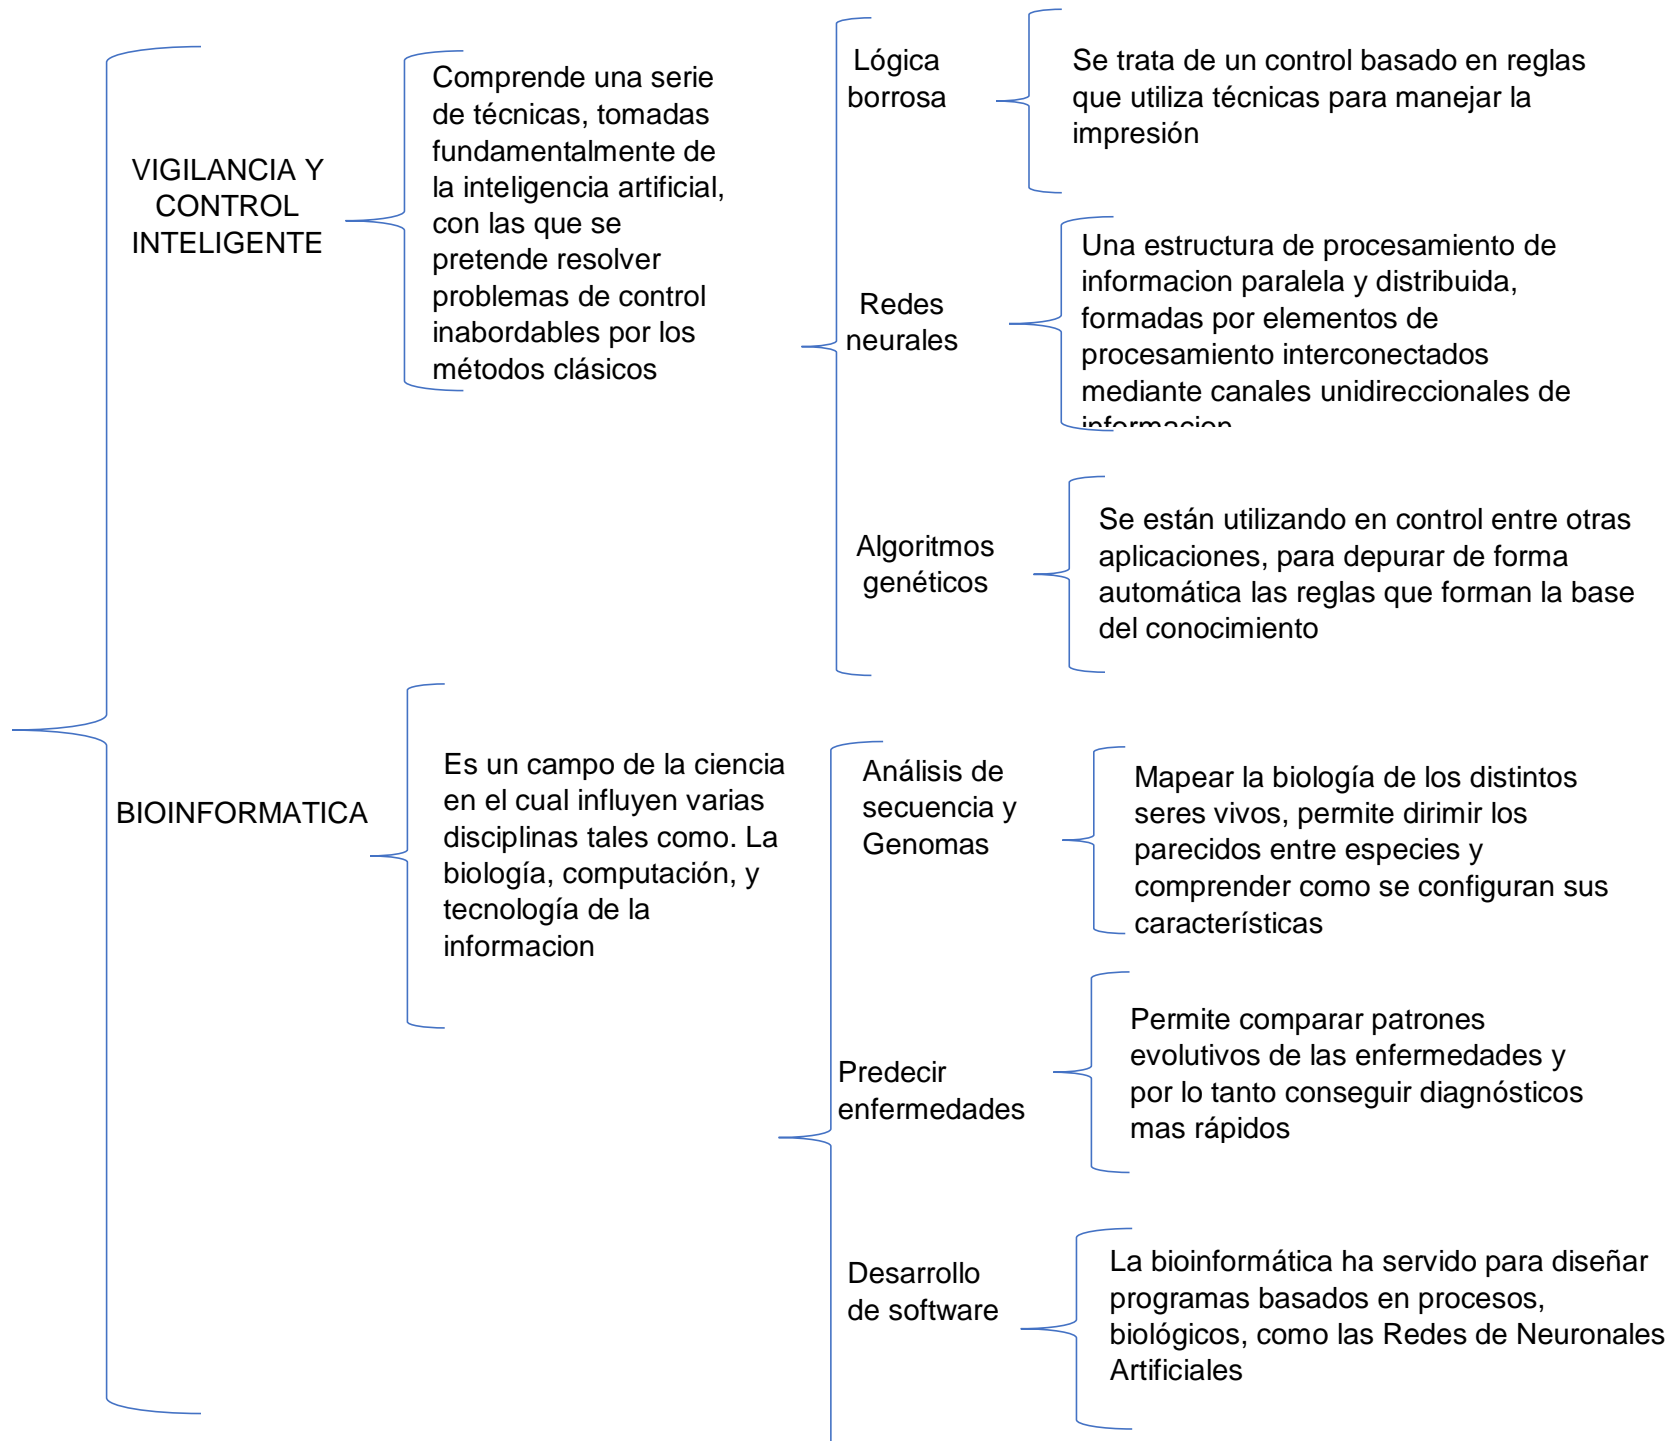 VIGILANCIA Y
CONTROL
INTELIGENTE
Comprende una serie
de técnicas, tomadas
fundamentalmente de
la inteligencia artificial,
con las que se
pretende resolver
problemas de control
inabordables por los
métodos clásicos
Lógica
borrosa
Se trata de un control basado en reglas
que utiliza técnicas para manejar la
impresión
Redes
neurales
Una estructura de procesamiento de
informacion paralela y distribuida,
formadas por elementos de
procesamiento interconectados
mediante canales unidireccionales de
informacion
Algoritmos
genéticos
Se están utilizando en control entre otras
aplicaciones, para depurar de forma
automática las reglas que forman la base
del conocimiento
BIOINFORMATICA
Es un campo de la ciencia
en el cual influyen varias
disciplinas tales como. La
biología, computación, y
tecnología de la
informacion
Análisis de
secuencia y
Genomas
Mapear la biología de los distintos
seres vivos, permite dirimir los
parecidos entre especies y
comprender como se configuran sus
características
Predecir
enfermedades
Permite comparar patrones
evolutivos de las enfermedades y
por lo tanto conseguir diagnósticos
mas rápidos
Desarrollo
de software
La bioinformática ha servido para diseñar
programas basados en procesos,
biológicos, como las Redes de Neuronales
Artificiales